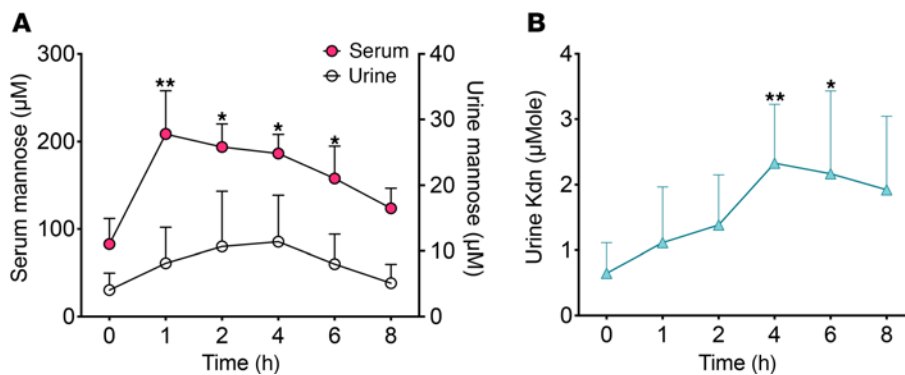 A
Serum mannose (µM)
300
200
100
0
**
*
*
*
Serum
Urine
40
30
20
10
0
Urine mannose
(µM)
0 1 2 4 6 8
Time (h)
B
Urine Kdn (µMole)
4
3
2
1
0
**
*
0 1 2 4 6 8
Time (h)